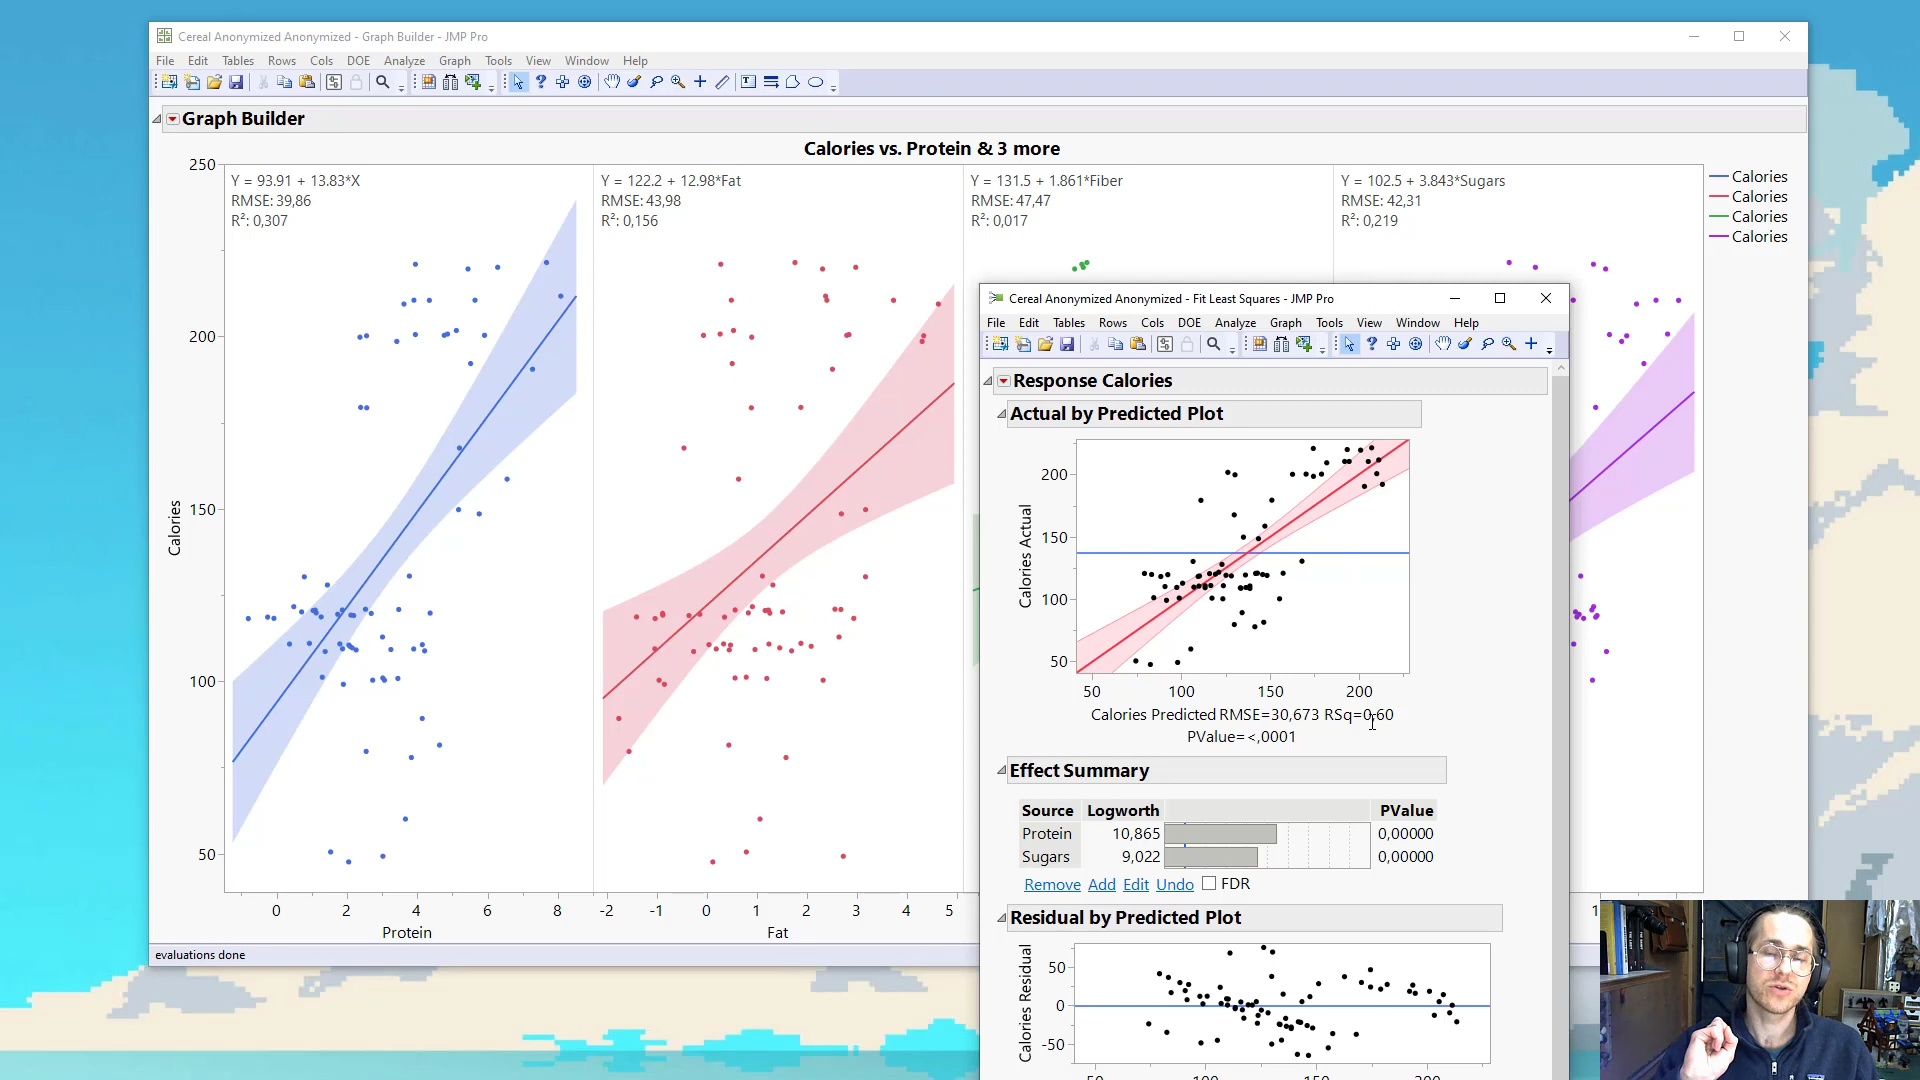 Cereal Anonymized Anonymized - Graph Builder - JMP Pro
File Edit Tables Rows Cols DOE Analyze Graph Tools View Window Help
Graph Builder
Calories vs. Protein & 3 more
Y = 93.91 + 13.83*X
RMSE: 39,86
R²: 0,307
Y = 122.2 + 12.98*Fat
RMSE: 43,98
R²: 0,156
Y = 131.5 + 1.861*Fiber
RMSE: 47,47
R²: 0,017
Y = 102.5 + 3.843*Sugars
RMSE: 42,31
R²: 0,219
Calories
Calories
Calories
Calories
250
200
150
100
50
Calories
0 2 4 6 8
Protein
-2 -1 0 1 2 3 4 5
Fat
evaluations done
Cereal Anonymized Anonymized - Fit Least Squares - JMP Pro
File Edit Tables Rows Cols DOE Analyze Graph Tools View Window Help
Response Calories
Actual by Predicted Plot
Calories Actual
200
150
100
50
50 100 150 200
Calories Predicted RMSE=30,673 RSq=0,60
PValue=<,0001
Effect Summary
Source Logworth PValue
Protein 10,865 0,00000
Sugars 9,022 0,00000
Remove Add Edit Undo FDR
Residual by Predicted Plot
Calories Residual
50
0
-50